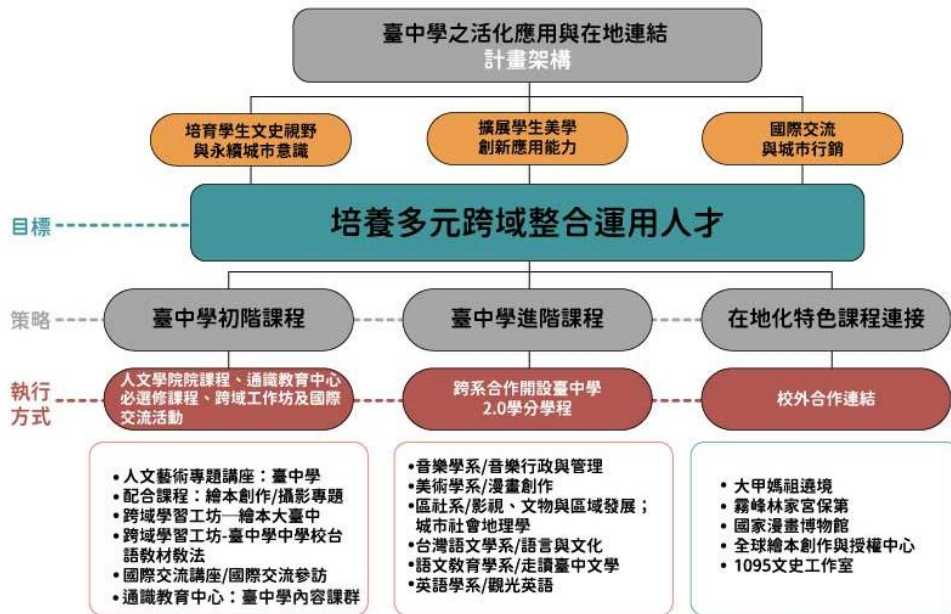 臺中學之活化應用與在地連結
計畫架構
培育學生文史視野
與永續城市意識
擴展學生美學
創新應用能力
國際交流
與城市行銷
目標
培養多元跨域整合運用人才
策略
臺中學初階課程
臺中學進階課程
在地化特色課程連接
執行
方式
人文學院院課程、通識教育中心
必選修課程、跨域工作坊及國際
交流活動
跨系合作開設臺中學
2.0學分學程
校外合作連結
•人文藝術專題講座：臺中學
•配合課程：繪本創作/攝影專題
•跨域學習工坊─繪本大臺中
•跨域學習工坊-臺中學中學校台
語教材教法
•國際交流講座/國際交流參訪
•通識教育中心：臺中學內容課群
•音樂學系/音樂行政與管理
•美術學系/漫畫創作
•區社系/影視、文物與區域發展；
城市社會地理學
•台灣語文學系/語言與文化
•語文教育學系/走讀臺中文學
•英語學系/觀光英語
•大甲媽祖遶境
•霧峰林家宮保第
•國家漫畫博物館
•全球繪本創作與授權中心
•1095文史工作室